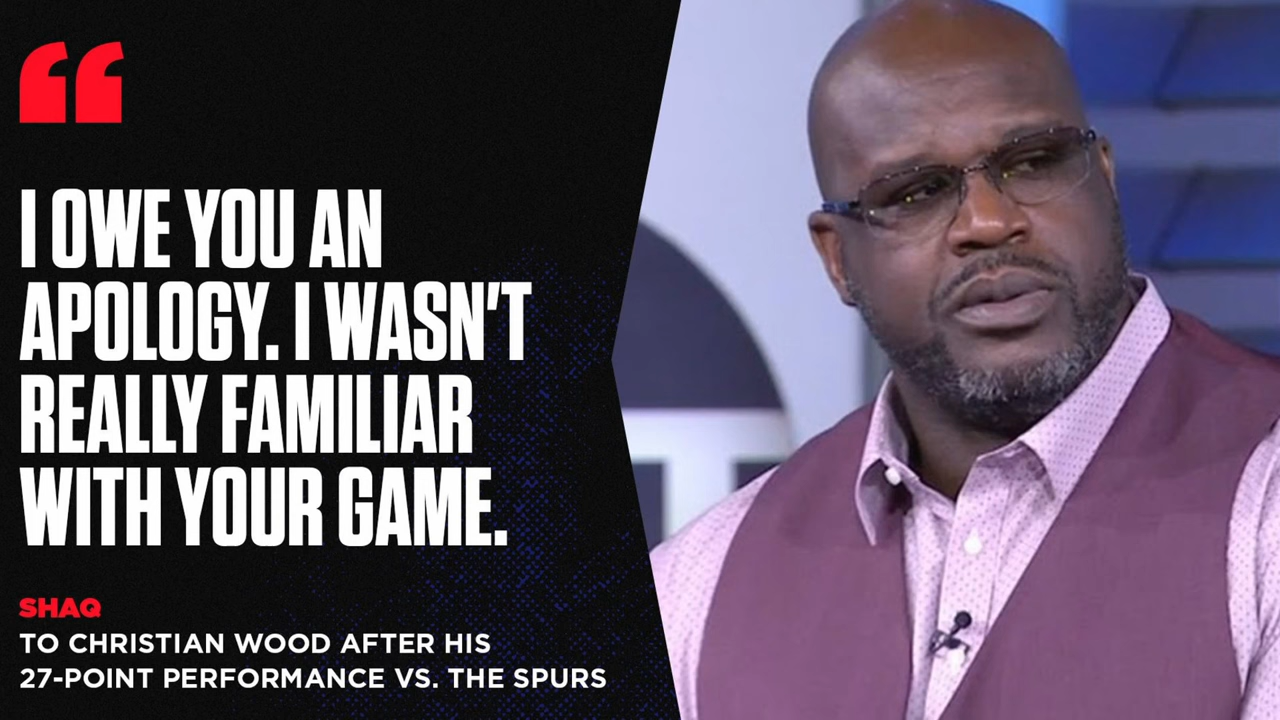 “
I OWE YOU AN
APOLOGY. I WASN'T
REALLY FAMILIAR
WITH YOUR GAME.
SHAQ
TO CHRISTIAN WOOD AFTER HIS
27-POINT PERFORMANCE VS. THE SPURS